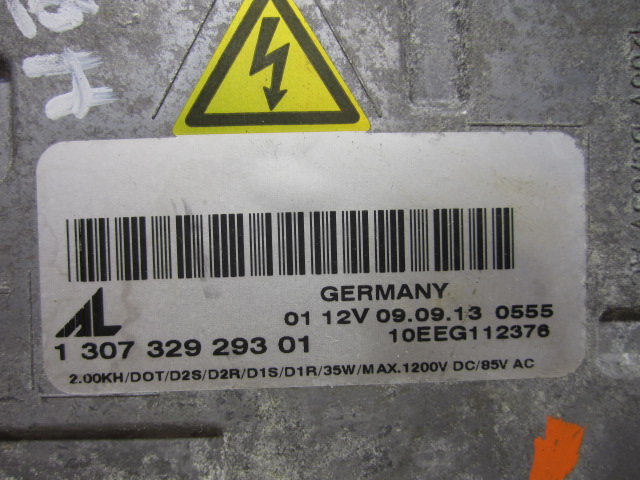 GERMANY
01 12V 09.09.13 0555
AL
10EEG112376
1 307 329 293 01
2.00KH/DOT/D2S/D2R/D1S/D1R/35W/MAX.1200V DC/85V AC